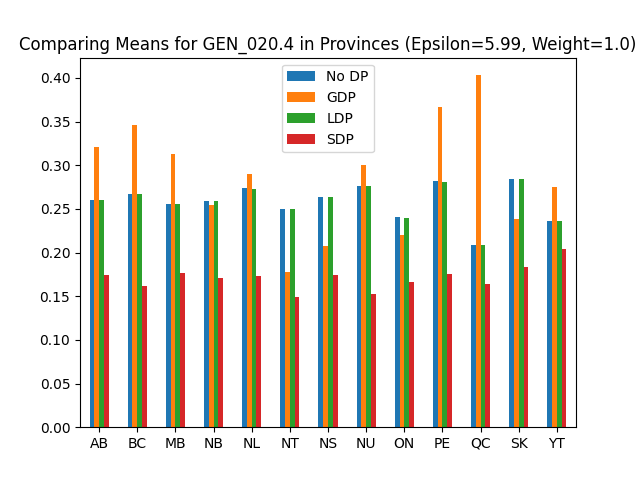 Comparing Means for GEN_020.4 in Provinces (Epsilon=5.99, Weight=1.0)
No DP
GDP
LDP
SDP
0.40
0.35
0.30
0.25
0.20
0.15
0.10
0.05
0.00
AB BC MB NB NL NT NS NU ON PE QC SK YT